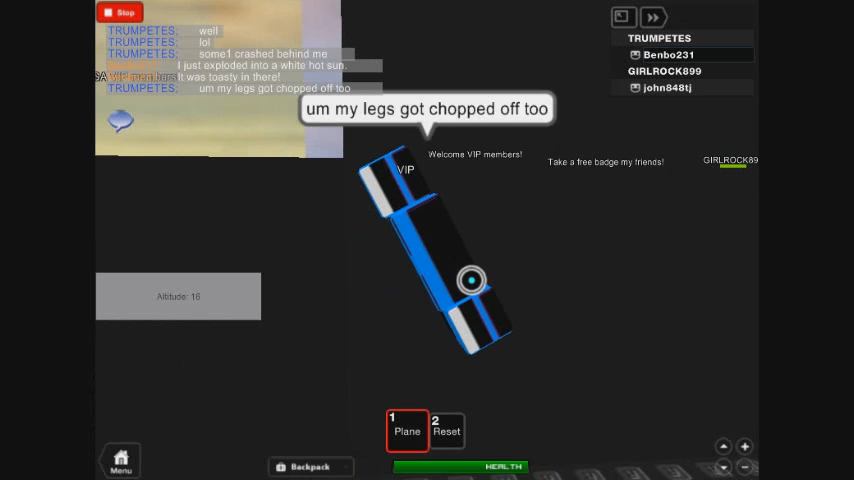 Stop
TRUMPETES: well
TRUMPETES: lol
TRUMPETES: some1 crashed behind me
I just exploded into a white hot sun.
It was toasty in there!
TRUMPETES: um my legs got chopped off too
um my legs got chopped off too
TRUMPETES
Benbo231
GIRLROCK899
john848tj
Welcome VIP members!
Take a free badge my friends!
GIRLROCK89
VIP
Altitude: 16
1
Plane
2
Reset
Menu
Backpack
HEALTH